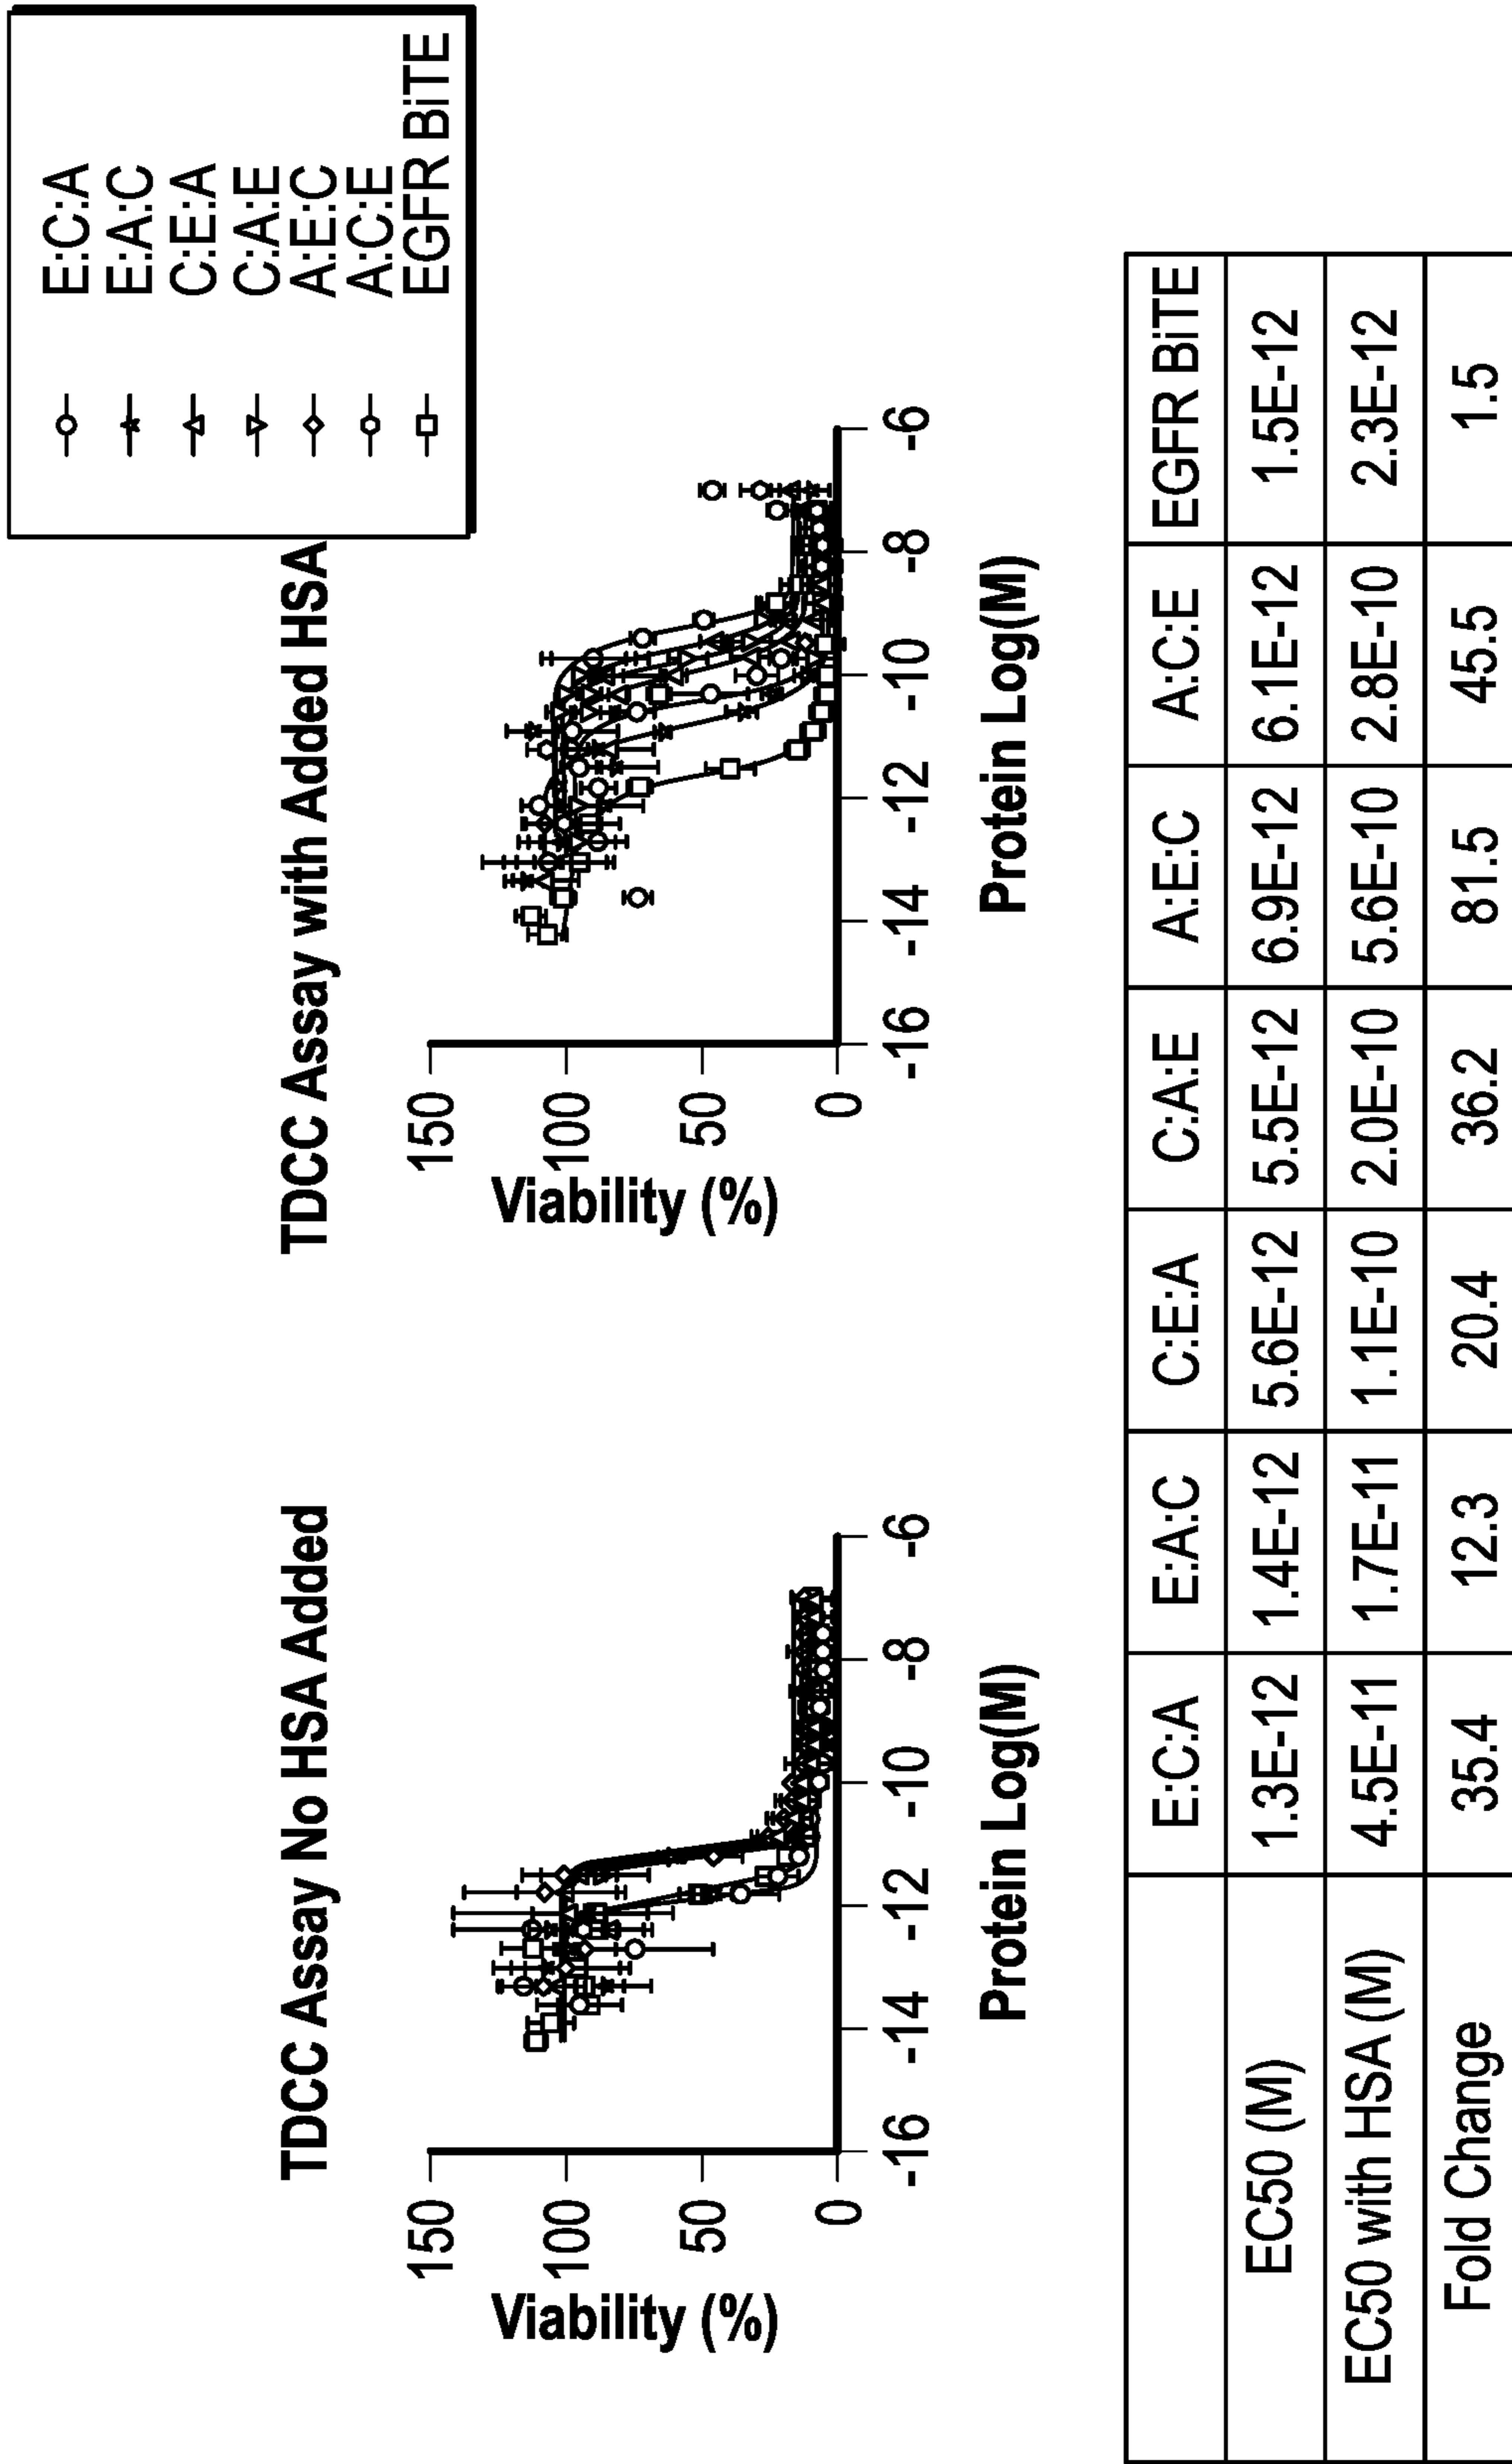 TDCC Assay No HSA Added
150
100
50
0
Viability (%)
-16 -14 -12 -10 -8 -6
Protein Log(M)
TDCC Assay with Added HSA
150
100
50
0
Viability (%)
-16 -14 -12 -10 -8 -6
Protein Log(M)
E:C:A
E:A:C
C:E:A
C:A:E
A:E:C
A:C:E
EGFR BiTE
E:C:A E:A:C C:E:A C:A:E A:E:C A:C:E EGFR BiTE
EC50 (M) 1.3E-12 1.4E-12 5.6E-12 5.5E-12 6.9E-12 6.1E-12 1.5E-12
EC50 with HSA (M) 4.5E-11 1.7E-11 1.1E-10 2.0E-10 5.6E-10 2.8E-10 2.3E-12
Fold Change 35.4 12.3 20.4 36.2 81.5 45.5 1.5